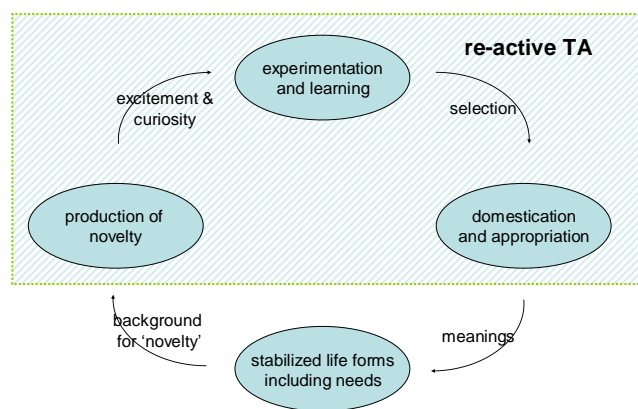 re-active TA
experimentation
and learning
excitement &
curiosity
selection
production of
novelty
domestication
and appropriation
background
for ‘novelty’
meanings
stabilized life forms
including needs